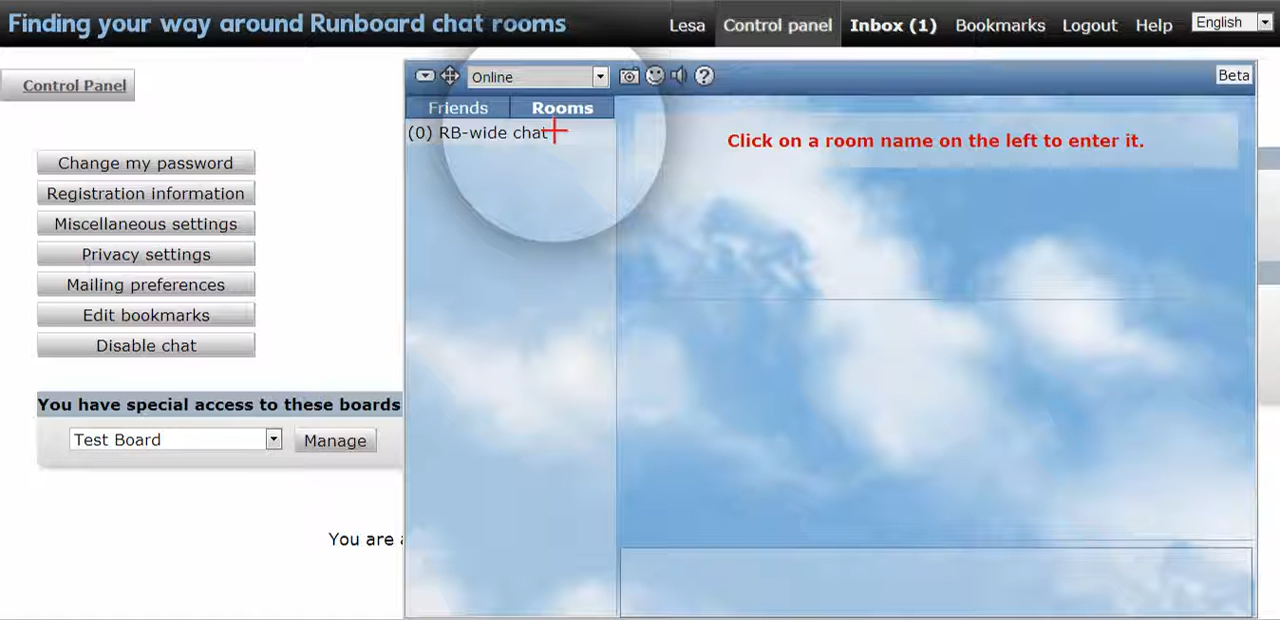 Finding your way around Runboard chat rooms
Lesa Control panel Inbox (1) Bookmarks Logout Help English
Control Panel
Online Beta
Friends Rooms
(0) RB-wide chat
Click on a room name on the left to enter it.
Change my password
Registration information
Miscellaneous settings
Privacy settings
Mailing preferences
Edit bookmarks
Disable chat
You have special access to these boards
Test Board Manage
You are